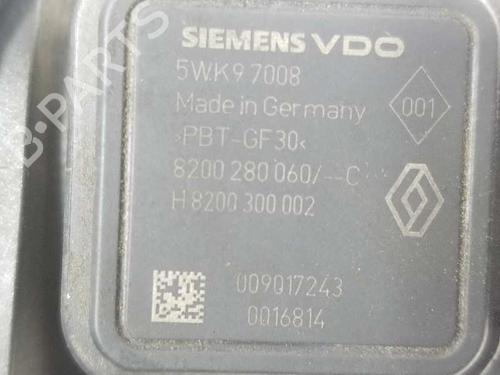 SIEMENS VDO
5WK9 7008
Made in Germany
001
>PBT-GF30<
8200 280 060/--C
H 8200 300 002
009017243
0016814
B-PARTS